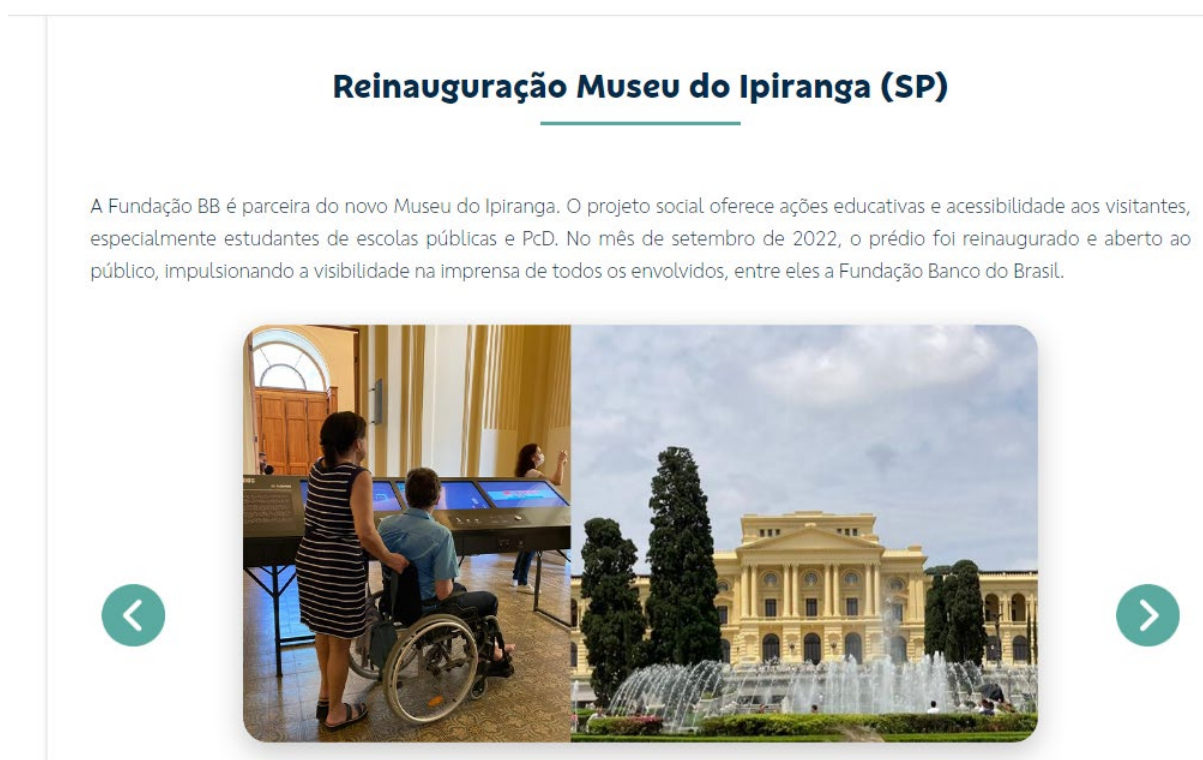 Reinauguração Museu do Ipiranga (SP)
A Fundação BB é parceira do novo Museu do Ipiranga. O projeto social oferece ações educativas e acessibilidade aos visitantes,
especialmente estudantes de escolas públicas e PcD. No mês de setembro de 2022, o prédio foi reinaugurado e aberto ao
público, impulsionando a visibilidade na imprensa de todos os envolvidos, entre eles a Fundação Banco do Brasil.